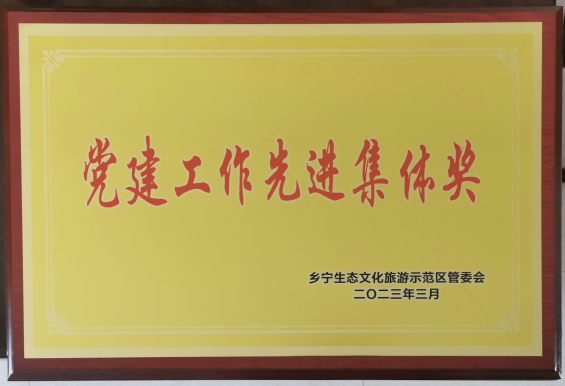 党建工作先进集体奖
乡宁生态文化旅游示范区管委会
二〇二三年三月